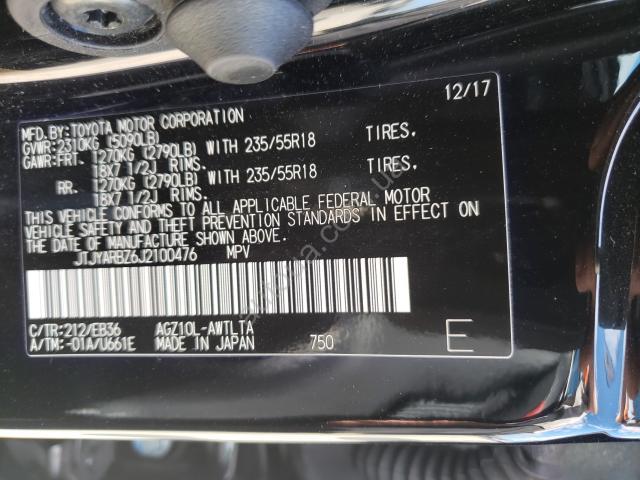 12/17
MFD.BY:TOYOTA MOTOR CORPORATION
GVWR:2310KG (5090LB)
GAWR:FRT. 1270KG (2790LB) WITH 235/55R18 TIRES.
18X7 1/2J RIMS.
RR. 1270KG (2790LB) WITH 235/55R18 TIRES.
18X7 1/2J RIMS.
THIS VEHICLE CONFORMS TO ALL APPLICABLE FEDERAL MOTOR
VEHICLE SAFETY AND THEFT PREVENTION STANDARDS IN EFFECT ON
THE DATE OF MANUFACTURE SHOWN ABOVE.
JTJYARBZ6J2100476 MPV
C/TR:212/EB36 AGZ10L-AWTLTA
A/TM:-01A/U661E MADE IN JAPAN 750 E